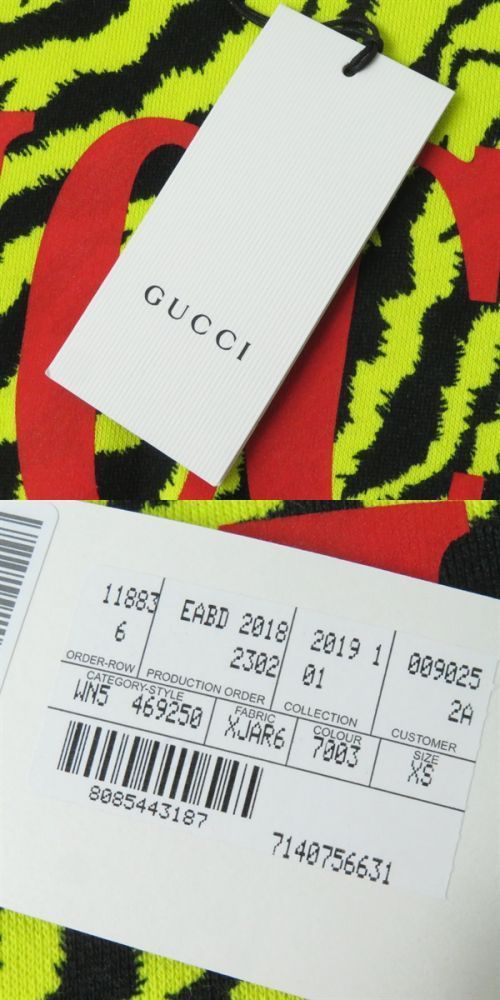 GUCCI
11883 EABD 2018 2019 1 009025
6 2302 01 2A
ORDER-ROW PRODUCTION ORDER COLLECTION CUSTOMER
CATEGORY-STYLE FABRIC COLOUR SIZE
WN5 469250 XJAR6 7003 XS
8085443187
7140756631